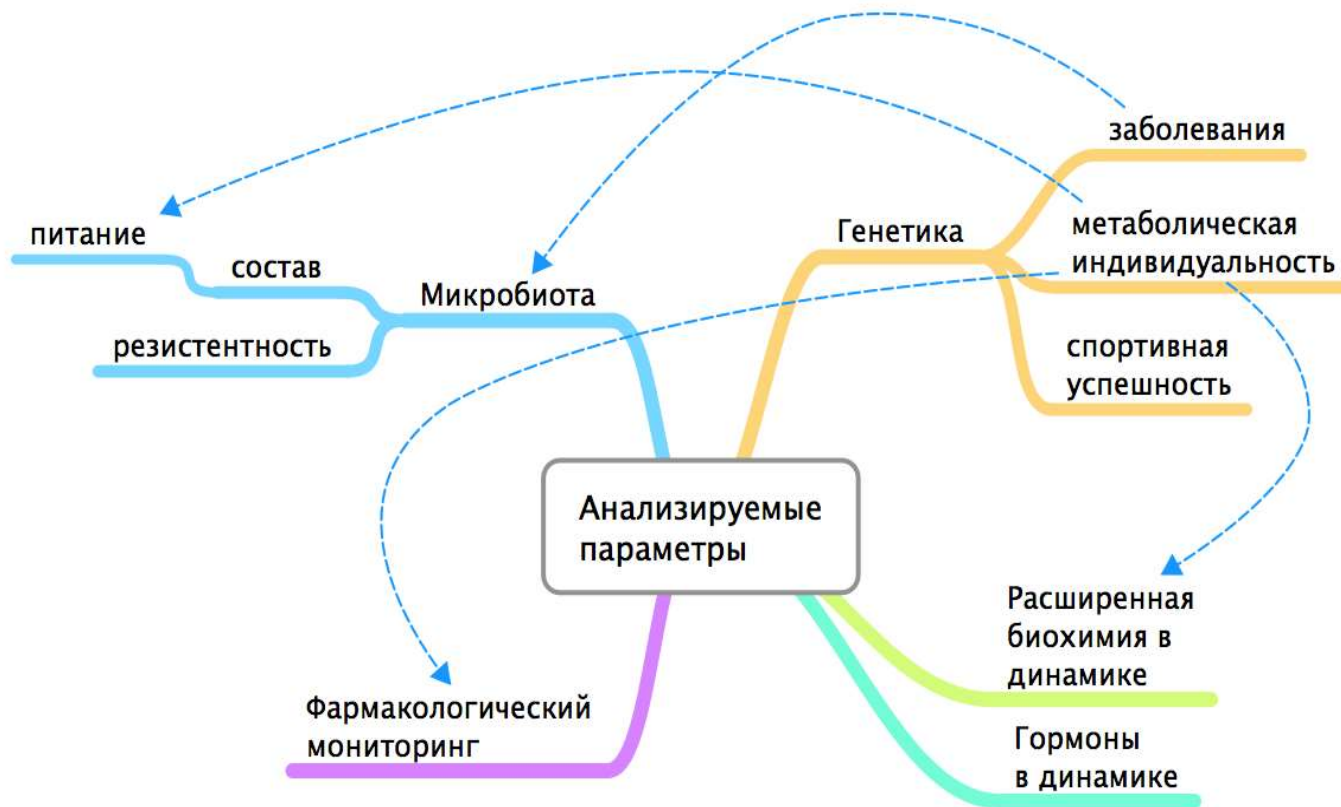 заболевания
питание
состав
резистентность
Микробиота
Генетика
метаболическая
индивидуальность
спортивная
успешность
Анализируемые
параметры
Расширенная
биохимия в
динамике
Фармакологический
мониторинг
Гормоны
в динамике